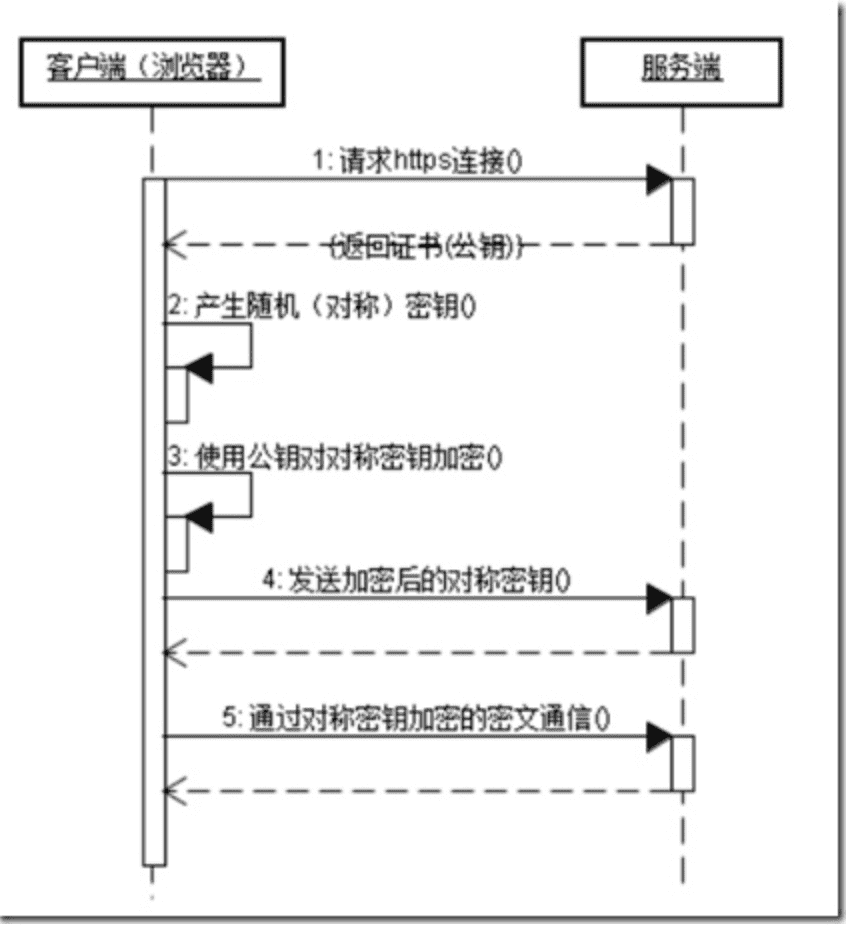 客户端（浏览器）
服务端
1: 请求https连接()
{返回证书(公钥)}
2: 产生随机（对称）密钥()
3: 使用公钥对对称密钥加密()
4: 发送加密后的对称密钥()
5: 通过对称密钥加密的密文通信()